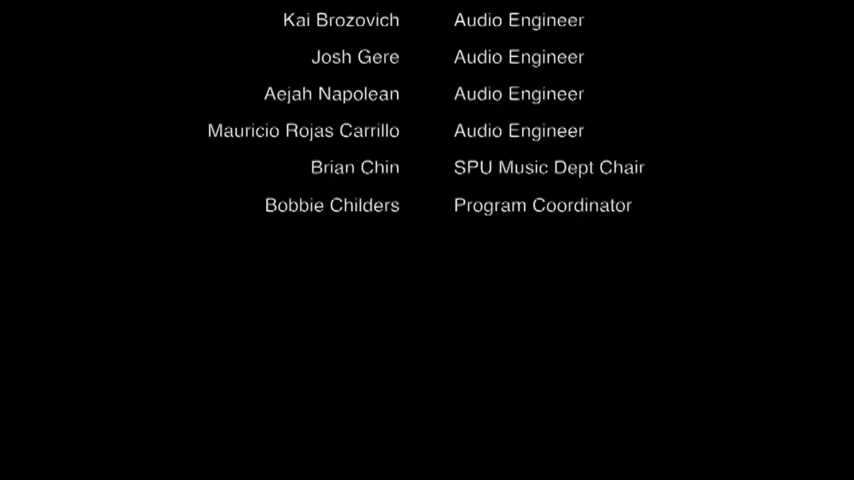 Kai Brozovich Audio Engineer
Josh Gere Audio Engineer
Aejah Napolean Audio Engineer
Mauricio Rojas Carrillo Audio Engineer
Brian Chin SPU Music Dept Chair
Bobbie Childers Program Coordinator